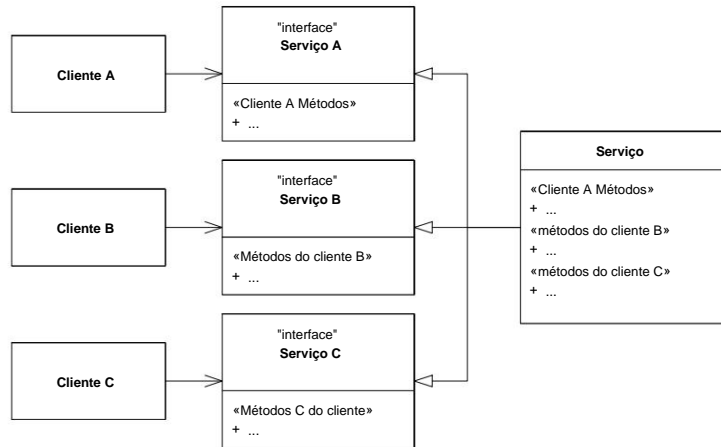 "interface"
Serviço A
Cliente A
«Cliente A Métodos»
+ ...
"interface"
Serviço B
Cliente B
«Métodos do cliente B»
+ ...
"interface"
Serviço C
Cliente C
«Métodos C do cliente»
+ ...
Serviço
«Cliente A Métodos»
+ ...
«métodos do cliente B»
+ ...
«métodos do cliente C»
+ ...